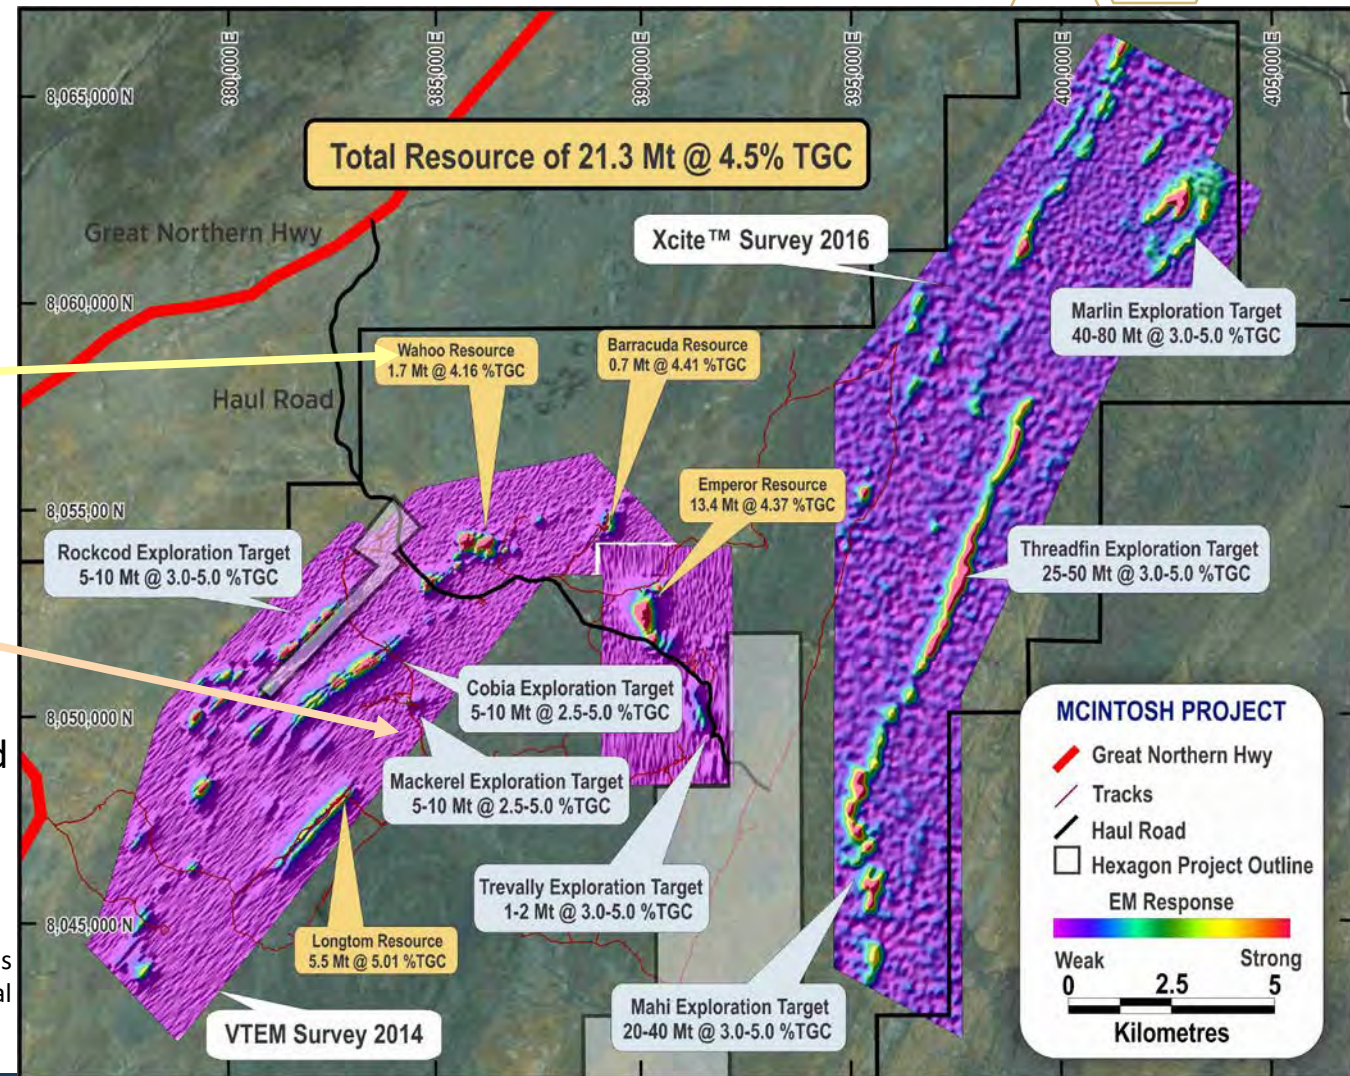 380,000 E
385,000 E
390,000 E
395,000 E
400,000 E
405,000 E
8,065,000 N
Total Resource of 21.3 Mt @ 4.5% TGC
Great Northern Hwy
Xcite™ Survey 2016
8,060,000 N
Marlin Exploration Target
40-80 Mt @ 3.0-5.0 %TGC
Wahoo Resource
1.7 Mt @ 4.16 %TGC
Barracuda Resource
0.7 Mt @ 4.41 %TGC
Haul Road
Emperor Resource
13.4 Mt @ 4.37 %TGC
8,055,00 N
Rockcod Exploration Target
5-10 Mt @ 3.0-5.0 %TGC
Threadfin Exploration Target
25-50 Mt @ 3.0-5.0 %TGC
Cobia Exploration Target
5-10 Mt @ 2.5-5.0 %TGC
8,050,000 N
d
Mackerel Exploration Target
5-10 Mt @ 2.5-5.0 %TGC
Trevally Exploration Target
1-2 Mt @ 3.0-5.0 %TGC
8,045,000 N
Longtom Resource
5.5 Mt @ 5.01 %TGC
s
al
VTEM Survey 2014
Mahi Exploration Target
20-40 Mt @ 3.0-5.0 %TGC
MCINTOSH PROJECT
Great Northern Hwy
Tracks
Haul Road
Hexagon Project Outline
EM Response
Weak Strong
0 2.5 5
Kilometres